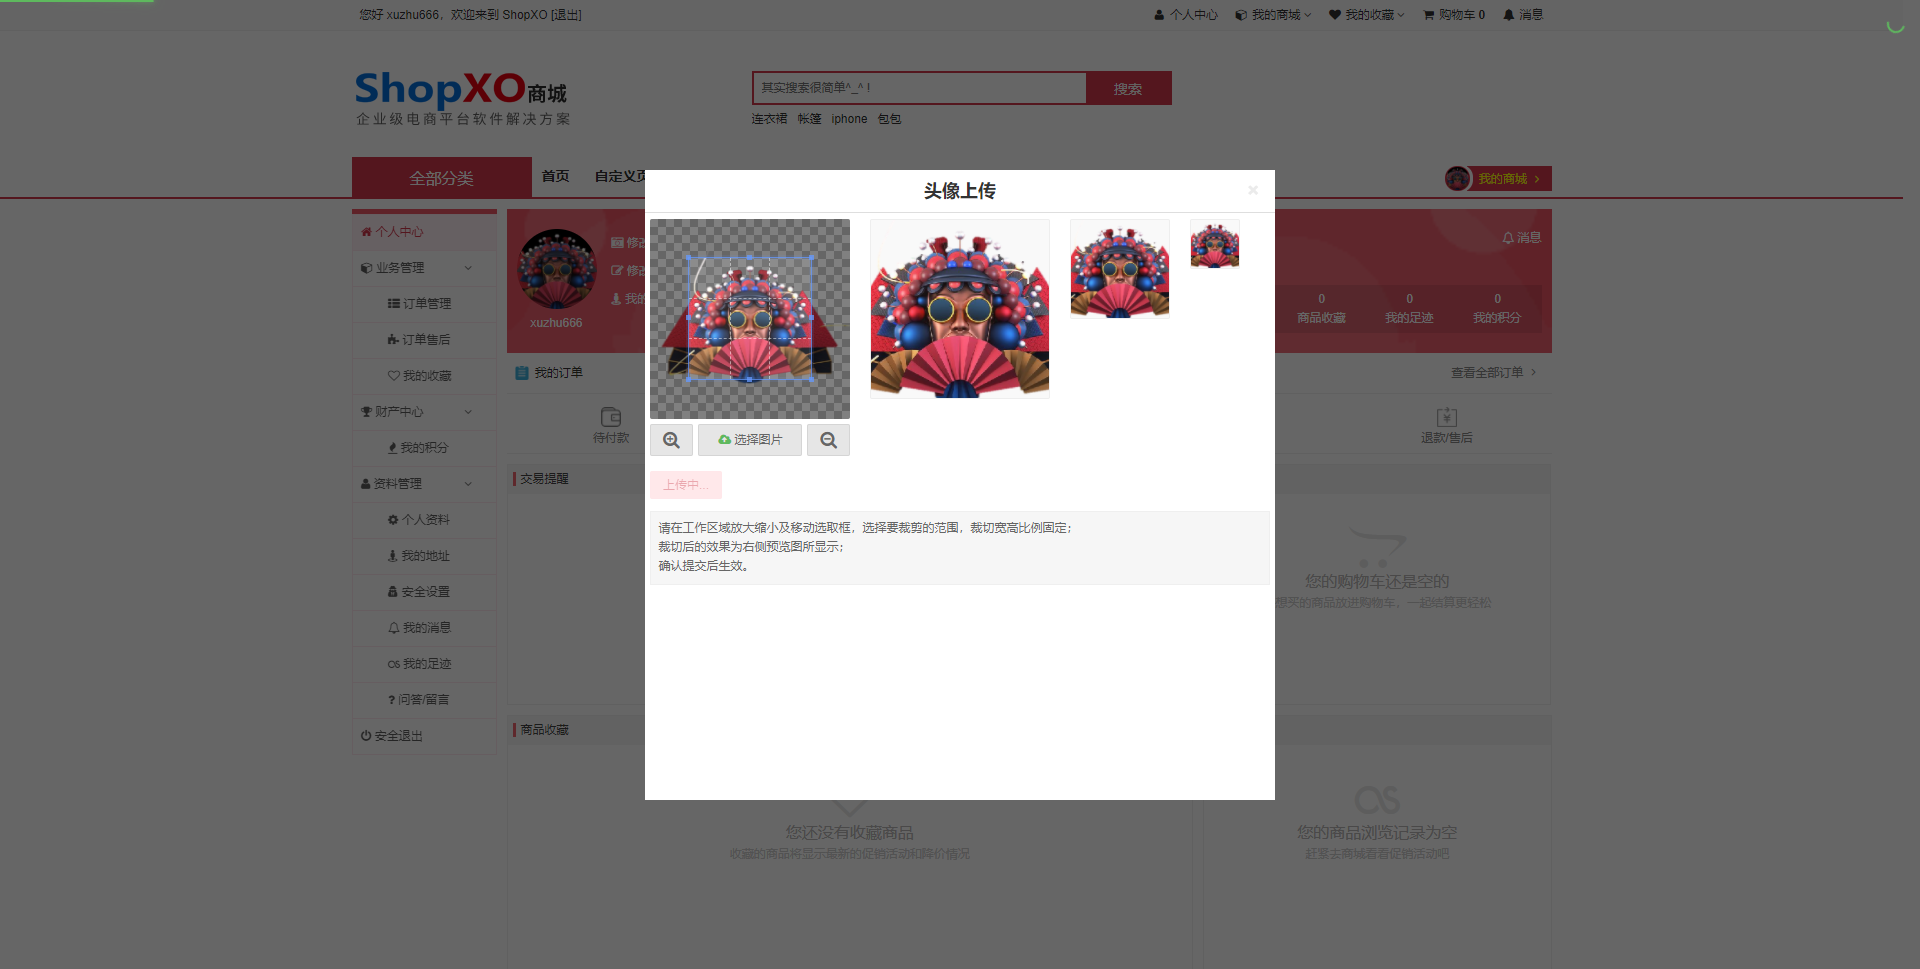 您好 xuzhu666，欢迎来到 ShopXO [退出]
个人中心 我的商城 我的收藏 购物车 0 消息
ShopXO商城
企业级电商平台软件解决方案
其实搜索很简单^_^ !
搜索
连衣裙 帐篷 iphone 包包
全部分类 首页 自定义页
我的商城
头像上传
个人中心
业务管理
订单管理
订单售后
我的收藏
财产中心
我的积分
资料管理
个人资料
我的地址
安全设置
我的消息
我的足迹
问答/留言
安全退出
xuzhu666
修改
修改
我的
消息
0 0 0
商品收藏 我的足迹 我的积分
我的订单
查看全部订单
待付款
退款/售后
选择图片
上传中...
请在工作区域放大缩小及移动选取框，选择要裁剪的范围，裁切宽高比例固定；
裁切后的效果为右侧预览图所显示；
确认提交后生效。
交易提醒
您的购物车还是空的
想买的商品放进购物车，一起结算更轻松
商品收藏
您还没有收藏商品
收藏的商品将显示最新的促销活动和降价情况
您的商品浏览记录为空
赶紧去商城看看促销活动吧